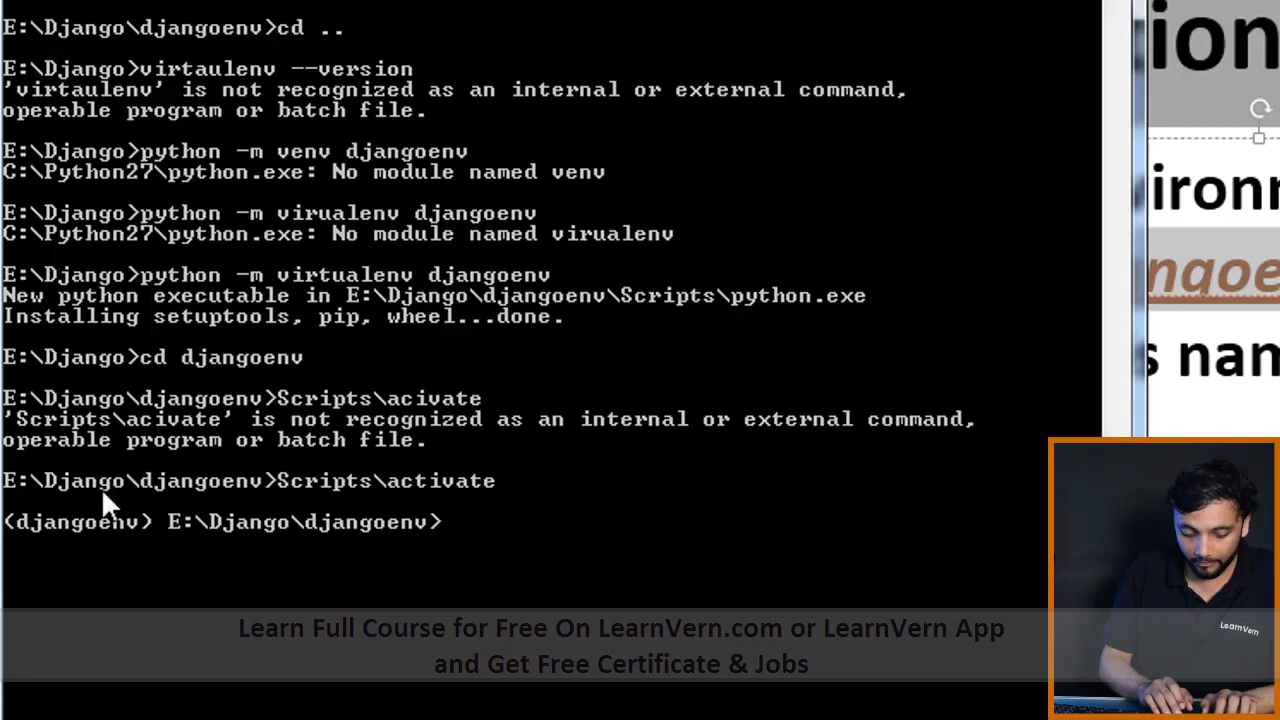 E:\Django\djangoenv>cd ..
E:\Django>virtaulenv --version
'virtaulenv' is not recognized as an internal or external command,
operable program or batch file.
E:\Django>python -m venv djangoenv
C:\Python27\python.exe: No module named venv
E:\Django>python -m virualenv djangoenv
C:\Python27\python.exe: No module named virualenv
E:\Django>python -m virtualenv djangoenv
New python executable in E:\Django\djangoenv\Scripts\python.exe
Installing setuptools, pip, wheel...done.
E:\Django>cd djangoenv
E:\Django\djangoenv>Scripts\acivate
'Scripts\acivate' is not recognized as an internal or external command,
operable program or batch file.
E:\Django\djangoenv>Scripts\activate
(djangoenv) E:\Django\djangoenv>
ion
ironn
ngoe
s nam
LearnVern
Learn Full Course for Free On LearnVern.com or LearnVern App
and Get Free Certificate & Jobs